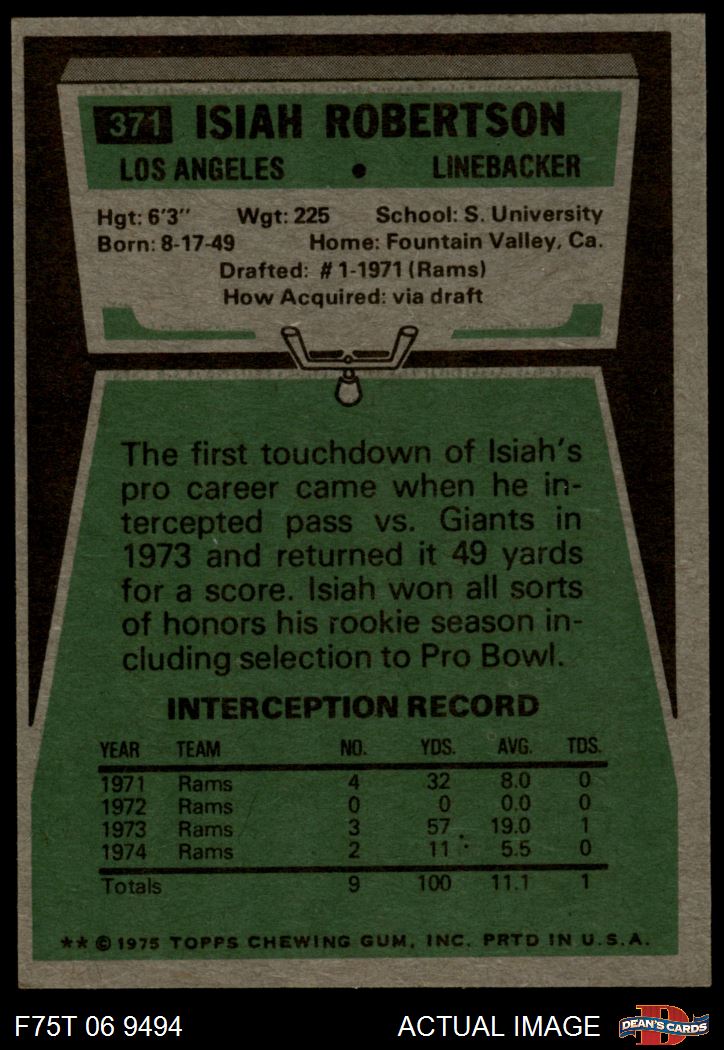 371 ISIAH ROBERTSON
LOS ANGELES • LINEBACKER
Hgt: 6'3" Wgt: 225 School: S. University
Born: 8-17-49 Home: Fountain Valley, Ca.
Drafted: #1-1971 (Rams)
How Acquired: via draft
The first touchdown of Isiah's
pro career came when he in-
tercepted pass vs. Giants in
1973 and returned it 49 yards
for a score. Isiah won all sorts
of honors his rookie season in-
cluding selection to Pro Bowl.
INTERCEPTION RECORD
YEAR TEAM NO. YDS. AVG. TDS.
1971 Rams 4 32 8.0 0
1972 Rams 0 0 0.0 0
1973 Rams 3 57 19.0 1
1974 Rams 2 11 5.5 0
Totals 9 100 11.1 1
** © 1975 TOPPS CHEWING GUM, INC. PRTD IN U.S.A.
F75T 06 9494 ACTUAL IMAGE DEAN'S CARDS